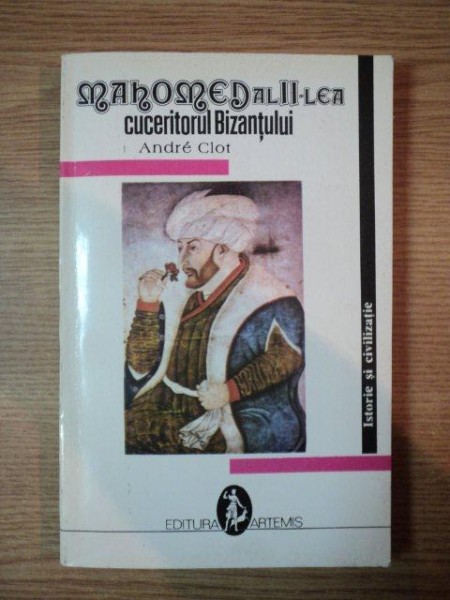 MAHOMED AL II-LEA
cuceritorul Bizanțului
André Clot
Istorie și civilizație
EDITURA ARTEMIS